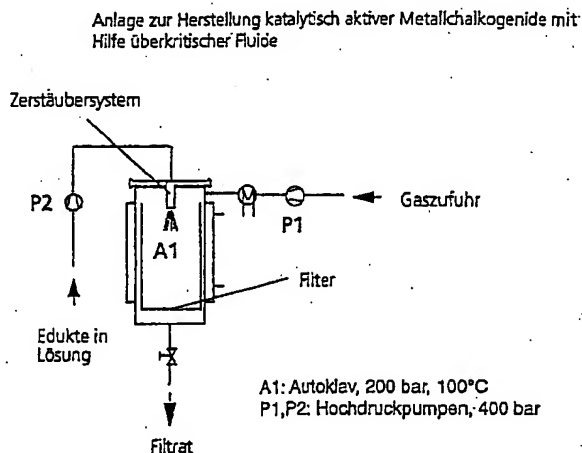 Anlage zur Herstellung katalytisch aktiver Metallchalkogenide mit
Hilfe überkritischer Fluide
Zerstäubersystem
P2
P1
Gaszufuhr
A1
Filter
Edukte in
Lösung
A1: Autoklav, 200 bar, 100°C
P1,P2: Hochdruckpumpen, 400 bar
Filtrat